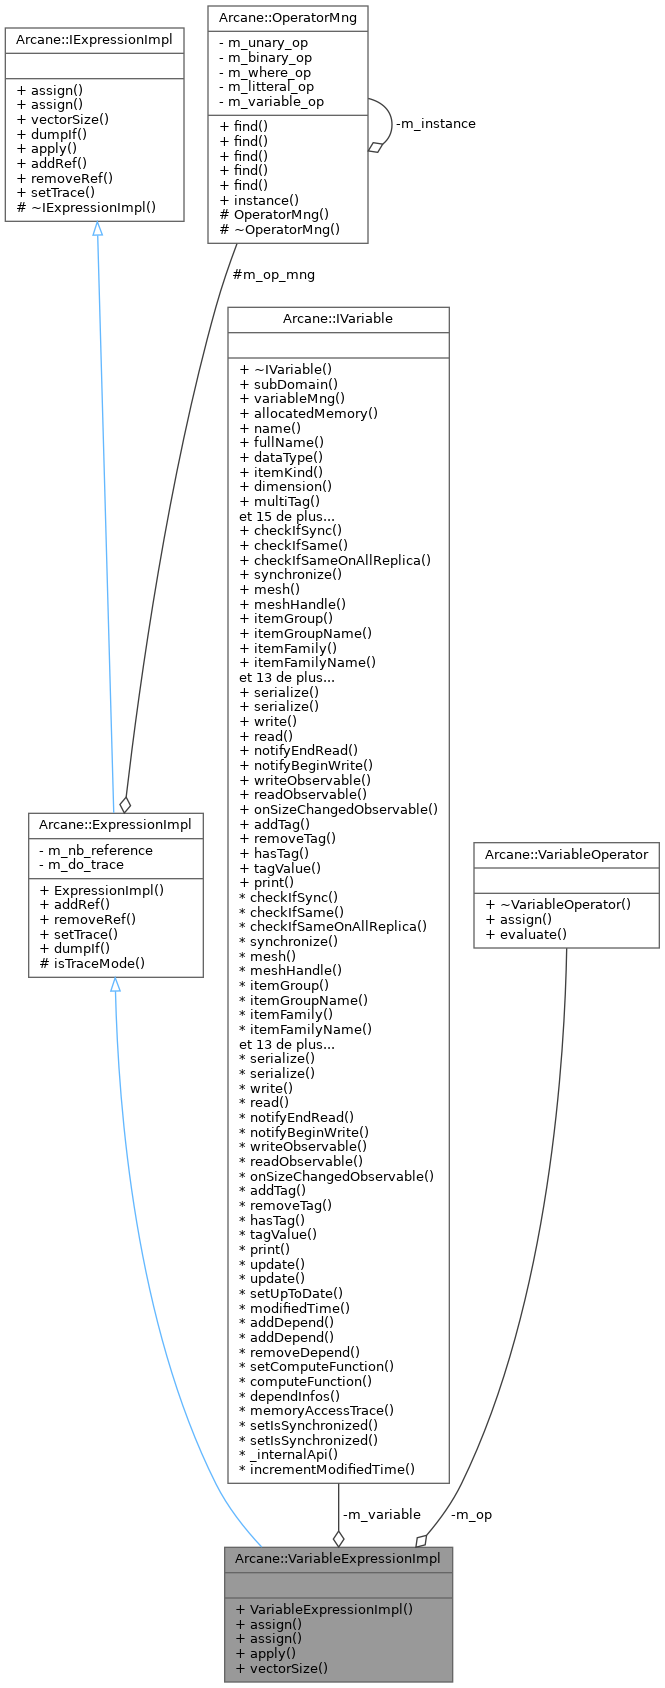 Arcane::IExpressionImpl
+ assign()
+ assign()
+ vectorSize()
+ dumpIf()
+ apply()
+ addRef()
+ removeRef()
+ setTrace()
# ~IExpressionImpl()
Arcane::OperatorMng
- m_unary_op
- m_binary_op
- m_where_op
- m_litteral_op
- m_variable_op
+ find()
+ find()
+ find()
+ find()
+ find()
+ instance()
# OperatorMng()
# ~OperatorMng()
-m_instance
#m_op_mng
Arcane::IVariable
+ ~IVariable()
+ subDomain()
+ variableMng()
+ allocatedMemory()
+ name()
+ fullName()
+ dataType()
+ itemKind()
+ dimension()
+ multiTag()
et 15 de plus...
+ checkIfSync()
+ checkIfSame()
+ checkIfSameOnAllReplica()
+ synchronize()
+ mesh()
+ meshHandle()
+ itemGroup()
+ itemGroupName()
+ itemFamily()
+ itemFamilyName()
et 13 de plus...
+ serialize()
+ serialize()
+ write()
+ read()
+ notifyEndRead()
+ notifyBeginWrite()
+ writeObservable()
+ readObservable()
+ onSizeChangedObservable()
+ addTag()
+ removeTag()
+ hasTag()
+ tagValue()
+ print()
* checkIfSync()
* checkIfSame()
* checkIfSameOnAllReplica()
* synchronize()
* mesh()
* meshHandle()
* itemGroup()
* itemGroupName()
* itemFamily()
* itemFamilyName()
et 13 de plus...
* serialize()
* serialize()
* write()
* read()
* notifyEndRead()
* notifyBeginWrite()
* writeObservable()
* readObservable()
* onSizeChangedObservable()
* addTag()
* removeTag()
* hasTag()
* tagValue()
* print()
* update()
* update()
* setUpToDate()
* modifiedTime()
* addDepend()
* addDepend()
* removeDepend()
* setComputeFunction()
* computeFunction()
* dependInfos()
* memoryAccessTrace()
* setIsSynchronized()
* setIsSynchronized()
* _internalApi()
* incrementModifiedTime()
Arcane::ExpressionImpl
- m_nb_reference
- m_do_trace
+ ExpressionImpl()
+ addRef()
+ removeRef()
+ setTrace()
+ dumpIf()
# isTraceMode()
Arcane::VariableOperator
+ ~VariableOperator()
+ assign()
+ evaluate()
-m_variable
-m_op
Arcane::VariableExpressionImpl
+ VariableExpressionImpl()
+ assign()
+ assign()
+ apply()
+ vectorSize()